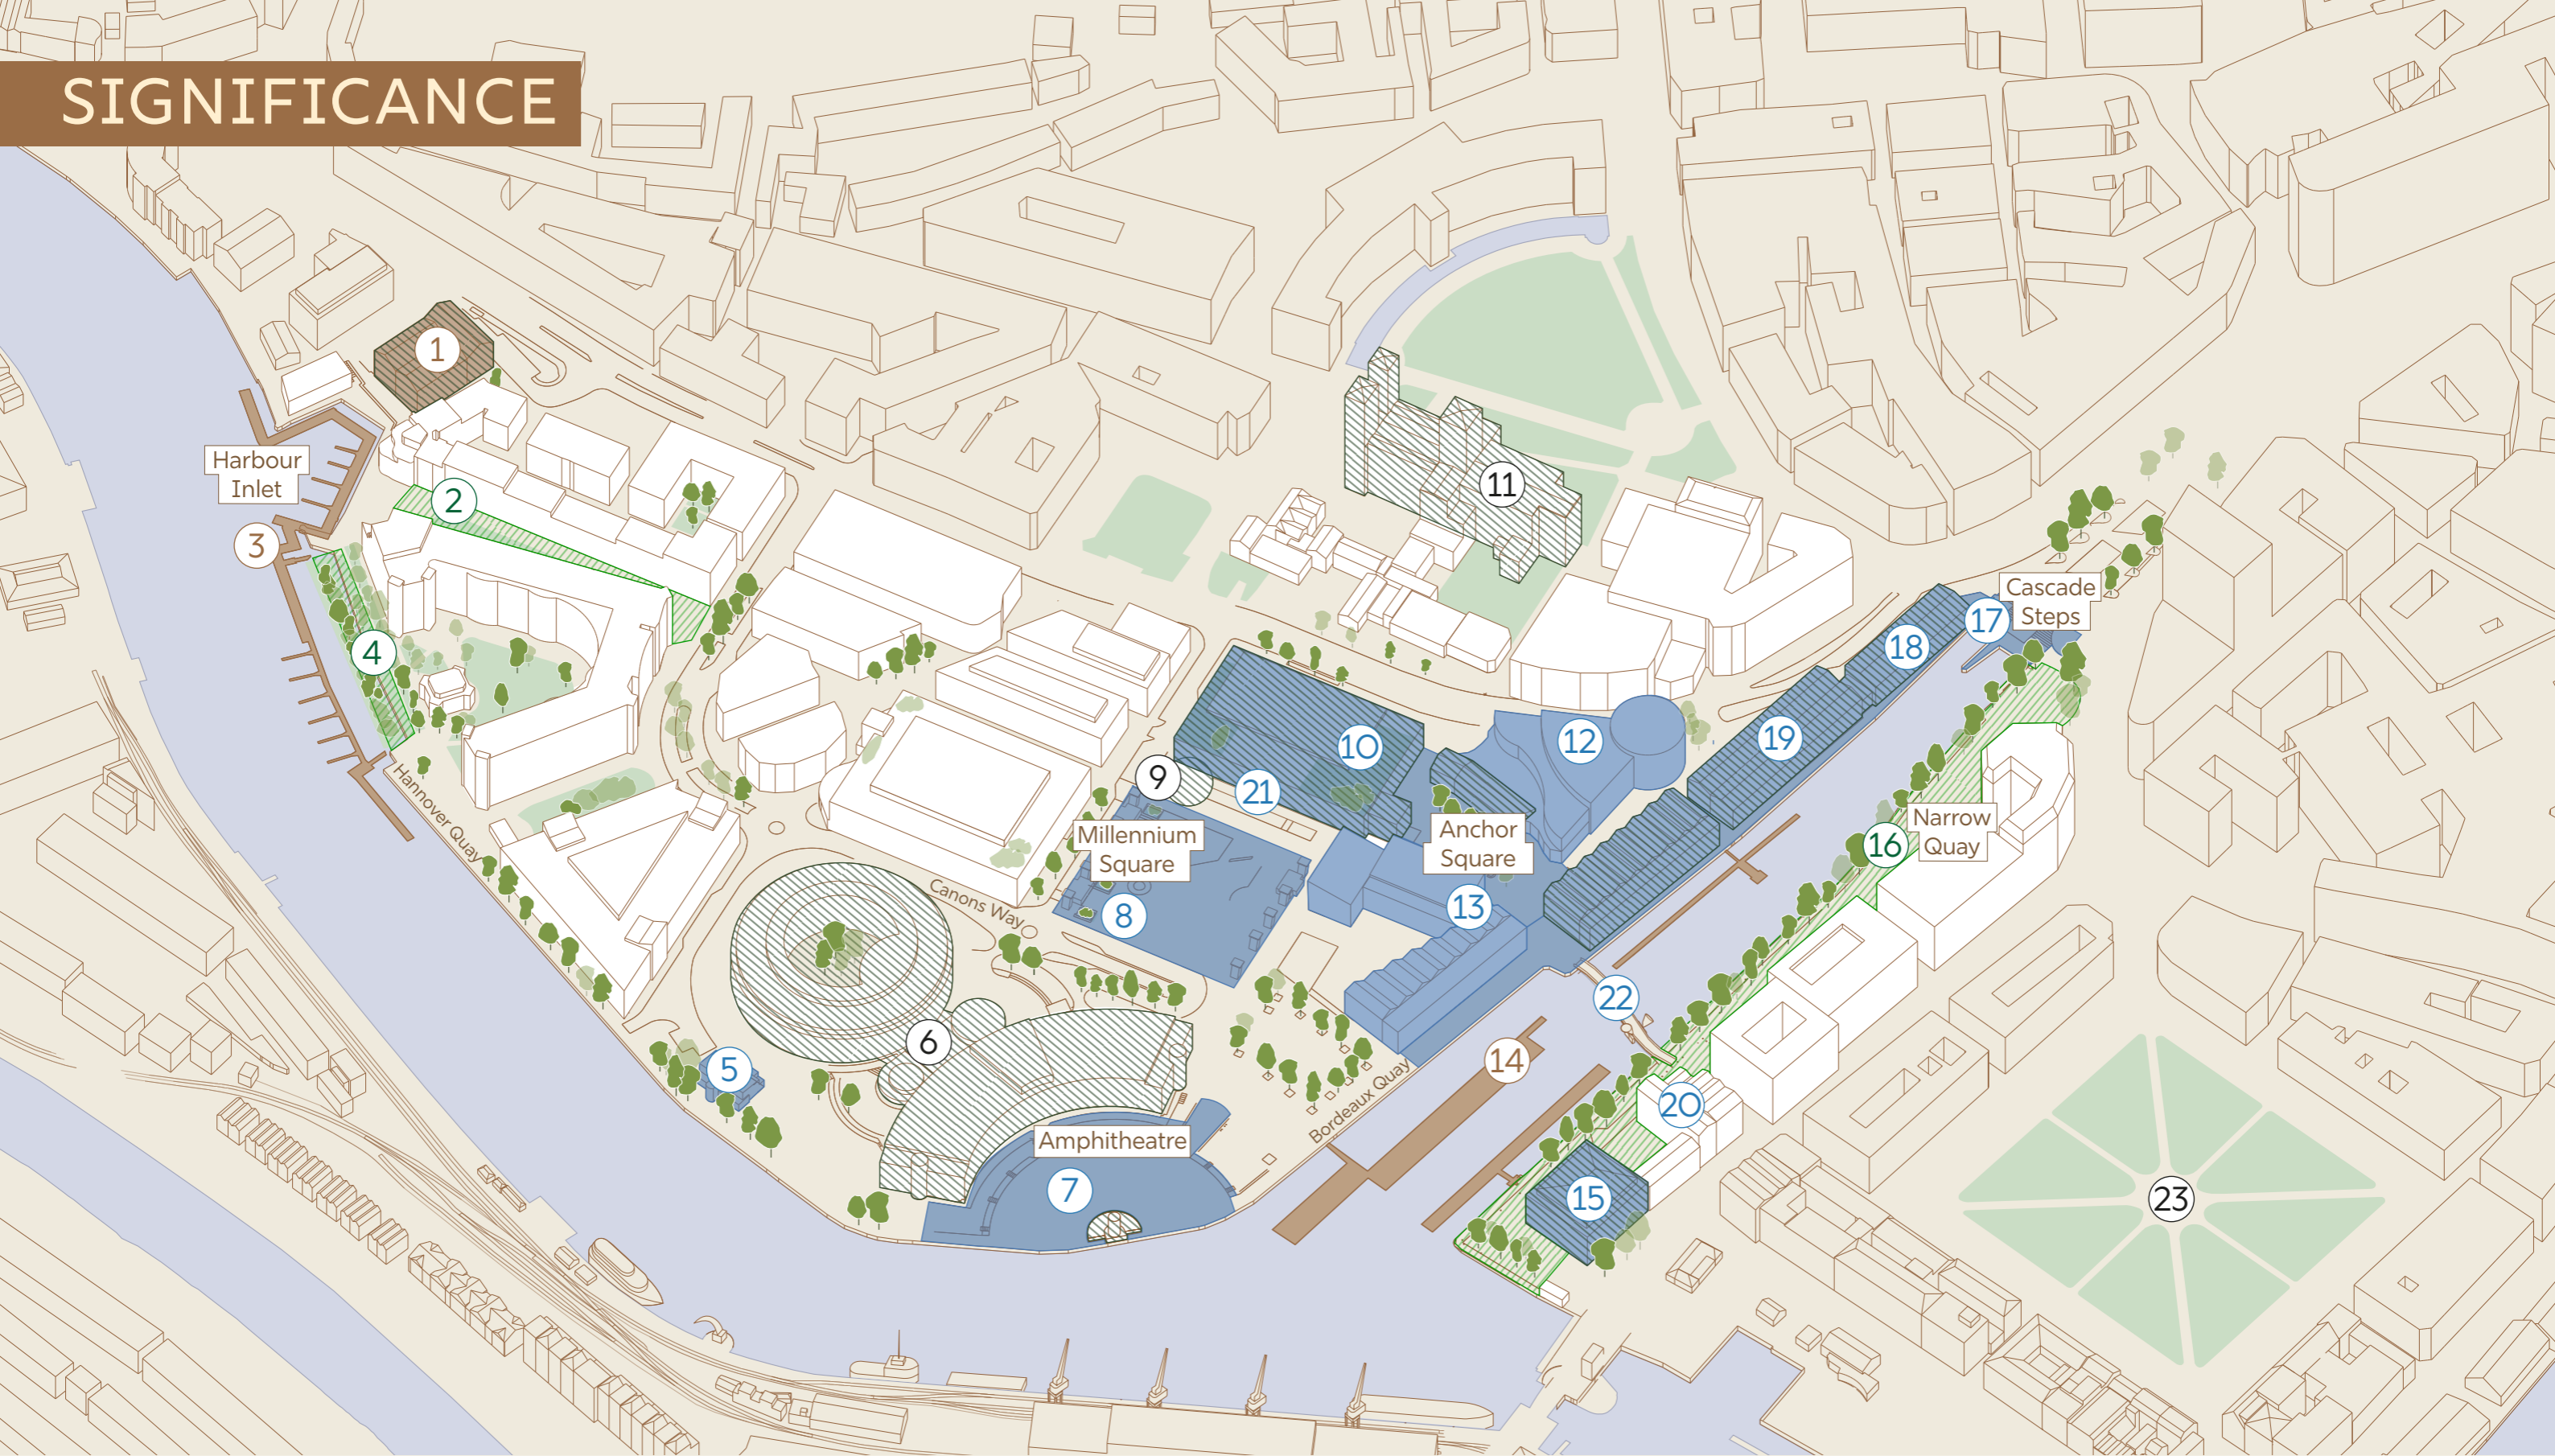 SIGNIFICANCE
1
Harbour
Inlet
2
11
3
Cascade
Steps
17
18
4
10
12
19
9
21
Hannover Quay
Millennium
Square
Anchor
Square
Narrow
Quay
16
Canons Way
8
13
22
6
5
14
Bordeaux Quay
20
Amphitheatre
7
15
23